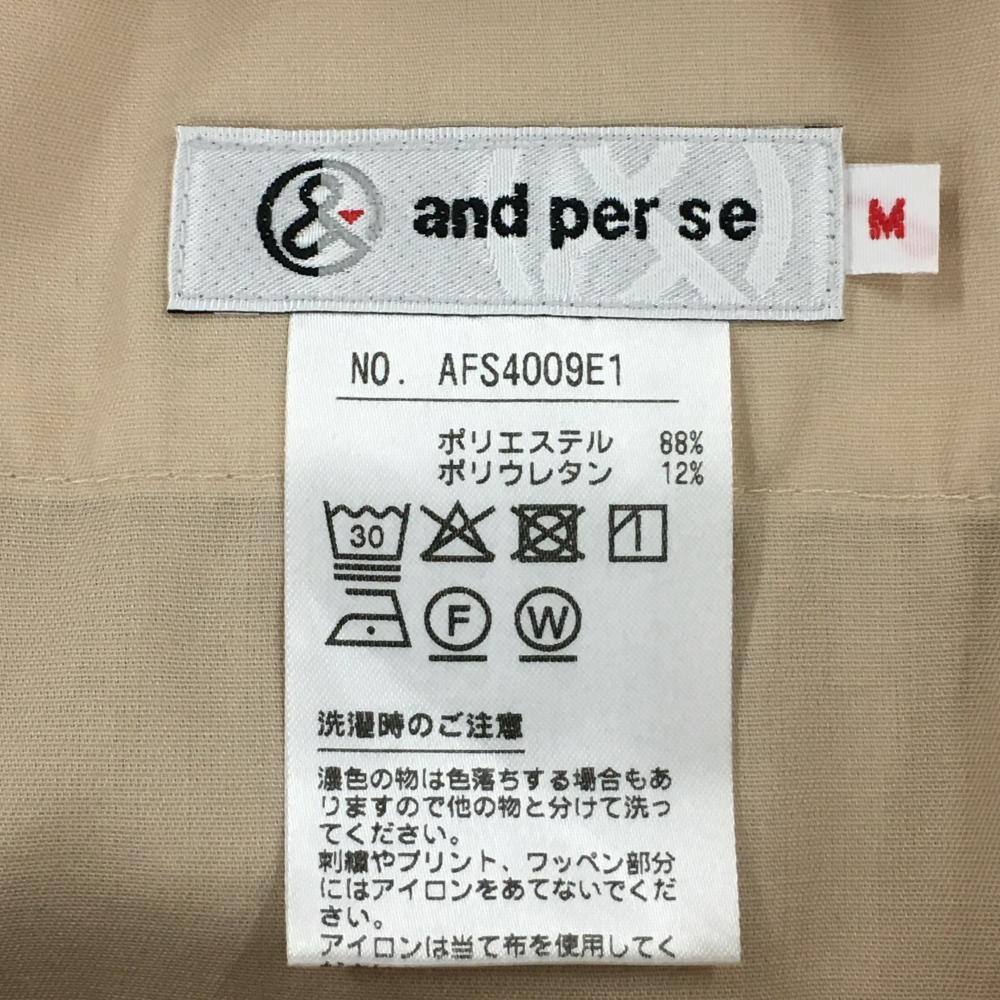 and per se
M
NO. AFS4009E1
ポリエステル 88%
ポリウレタン 12%
30
F W
洗濯時のご注意
濃色の物は色落ちする場合もあ
りますので他の物と分けて洗っ
てください。
刺繍やプリント、ワッペン部分
にはアイロンをあてないでくだ
さい。
アイロンは当て布を使用してく